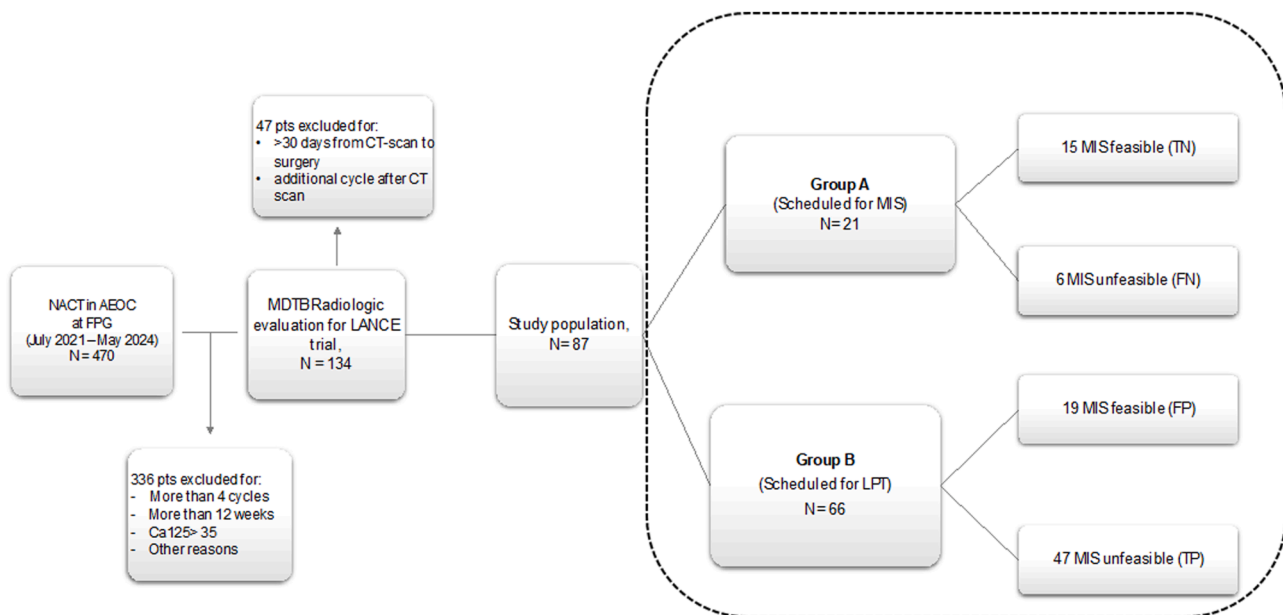 NACT in AEOC
at FPG
(July 2021 – May 2024)
N = 470
336 pts excluded for:
- More than 4 cycles
- More than 12 weeks
- Ca125> 35
- Other reasons
MDTB Radiologic
evaluation for LANCE
trial,
N = 134
47 pts excluded for:
• >30 days from CT-scan to
surgery
• additional cycle after CT
scan
Study population,
N= 87
Group A
(Scheduled for MIS)
N= 21
15 MIS feasible (TN)
6 MIS unfeasible (FN)
Group B
(Scheduled for LPT)
N= 66
19 MIS feasible (FP)
47 MIS unfeasible (TP)